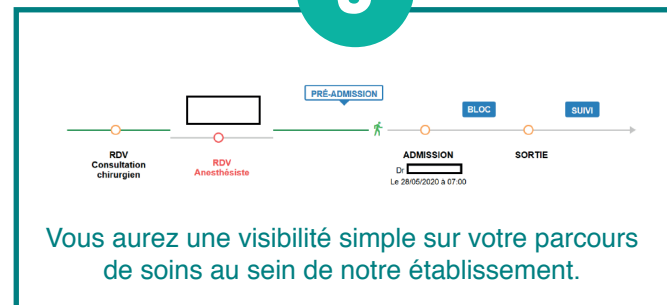 PRÉ-ADMISSION
BLOC
SUIVI
RDV
Consultation
chirurgien
RDV
Anesthésiste
ADMISSION
Dr
Le 28/05/2020 à 07:00
SORTIE
Vous aurez une visibilité simple sur votre parcours
de soins au sein de notre établissement.